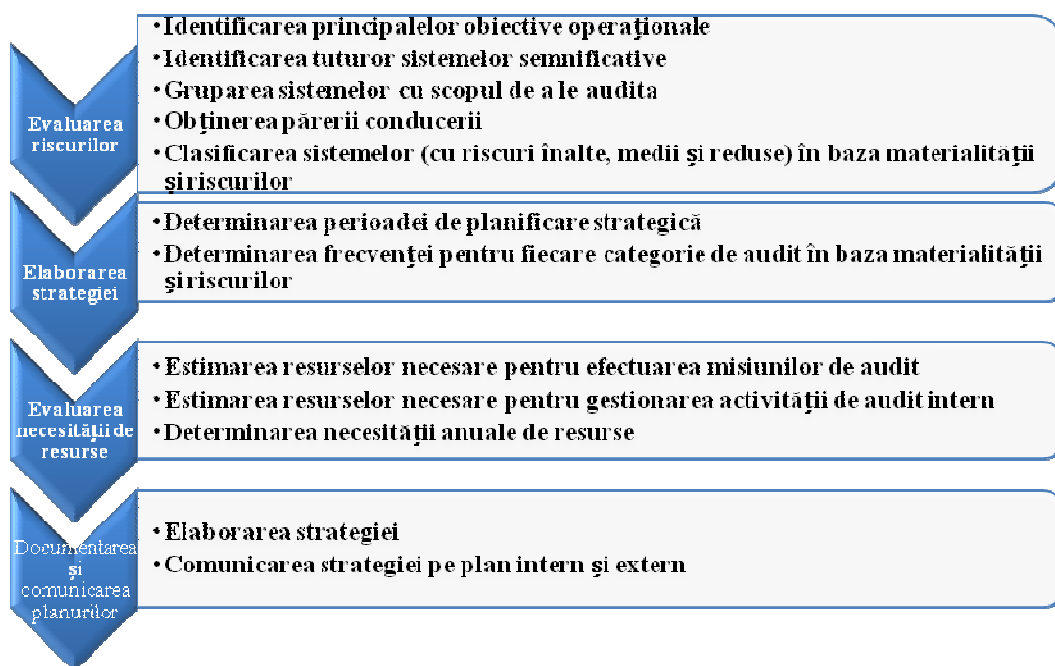 Evaluarea
riscurilor
•Identificarea principalelor obiective operaţionale
•Identificarea tuturor sistemelor semnificative
•Gruparea sistemelor cu scopul de a le audita
•Obţinerea părerii conducerii
•Clasificarea sistemelor (cu riscuri înalte, medii şi reduse) în baza materialităţii
şi riscurilor
Elaborarea
strategiei
•Determinarea perioadei de planificare strategică
•Determinarea frecvenţei pentru fiecare categorie de audit în baza materialităţii
şi riscurilor
Evaluarea
necesităţii de
resurse
•Estimarea resurselor necesare pentru efectuarea misiunilor de audit
•Estimarea resurselor necesare pentru gestionarea activităţii de audit intern
•Determinarea necesităţii anuale de resurse
Documentarea
şi
comunicarea
planurilor
•Elaborarea strategiei
•Comunicarea strategiei pe plan intern şi extern